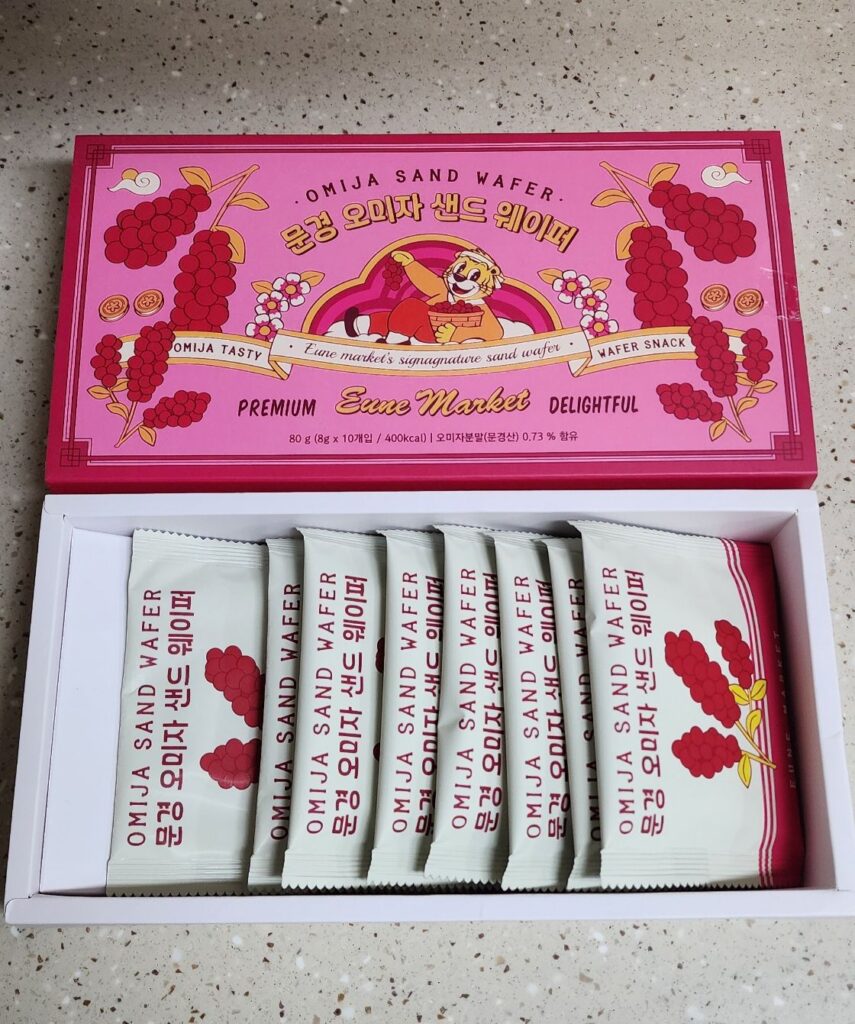 ·OMIJA SAND WAFER·
문경 오미자 샌드 웨이퍼
OMIJA TASTY
· Eune market's signagnature sand wafer ·
WAFER SNACK
PREMIUM
Eune Market
DELIGHTFUL
80 g (8g x 10개입 / 400kcal) | 오미자분말(문경산) 0.73 % 함유
OMIJA SAND WAFER
문경 오미자 샌드 웨이퍼
OMIJA SAND WAFER
OMIJA SAND WAFER
문경 오미자 샌드 웨이퍼
OMIJA SAND WAFER
문경 오미자 샌드 웨이퍼
OMIJA SAND WAFER
문경 오미자 샌드 웨이퍼
OMIJA SAND WAFER
문경 오미자 샌드 웨이퍼
OMIJA SAND WAFER
문경 오미자 샌드 웨이퍼
EUNE MARKET